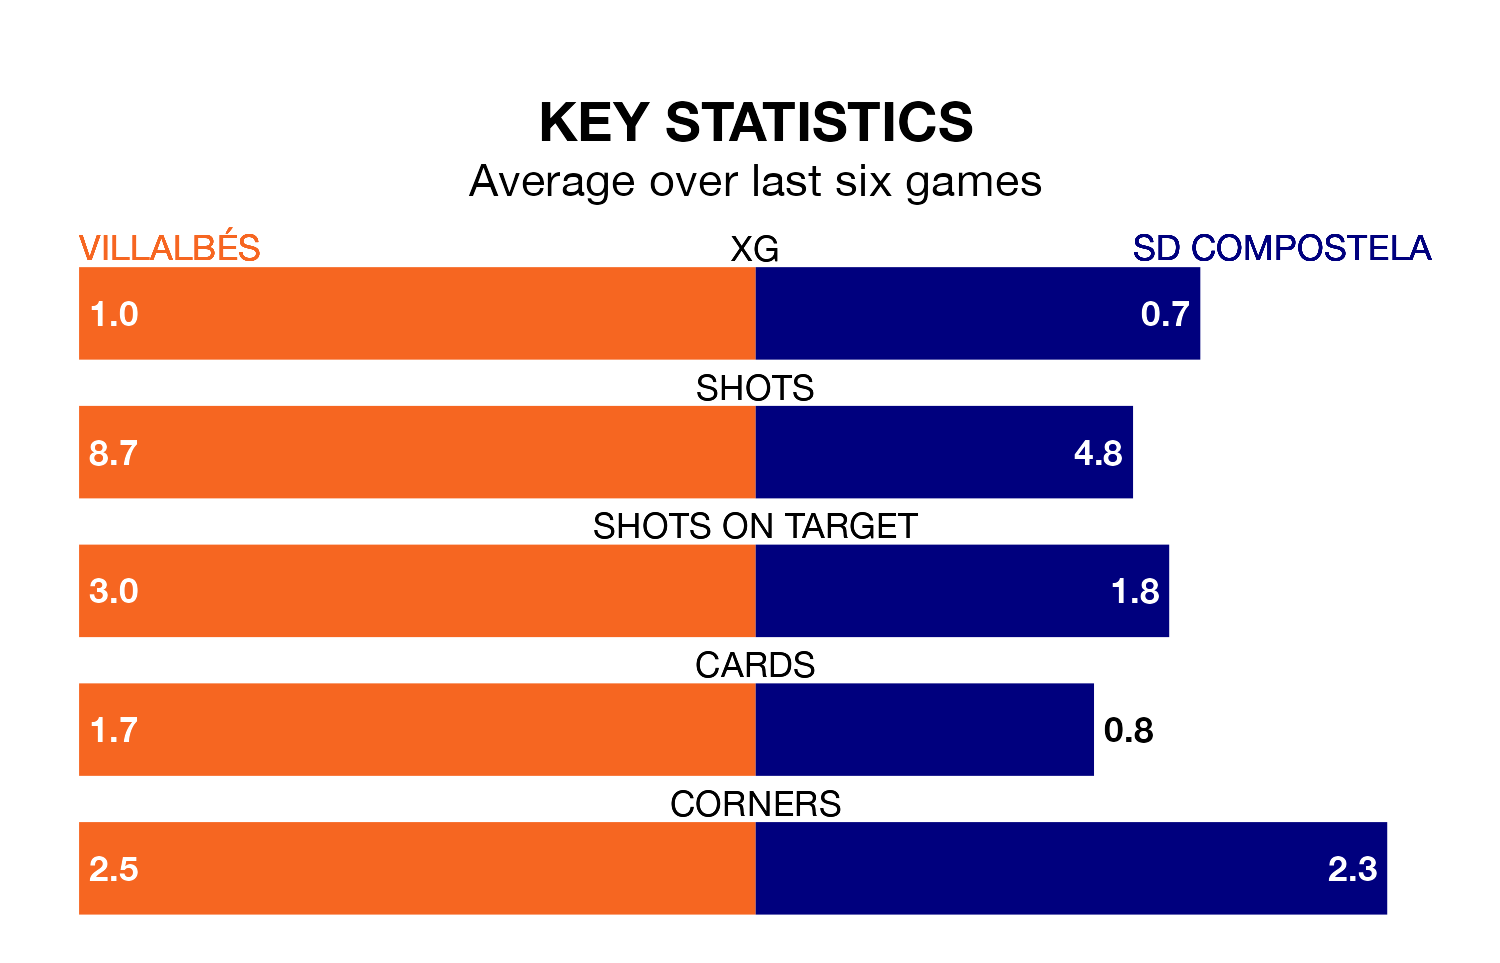 KEY STATISTICS
Average over last six games
VILLALBÉS XG SD COMPOSTELA
1.0 0.7
SHOTS
8.7 4.8
SHOTS ON TARGET
3.0 1.8
CARDS
1.7 0.8
CORNERS
2.5 2.3